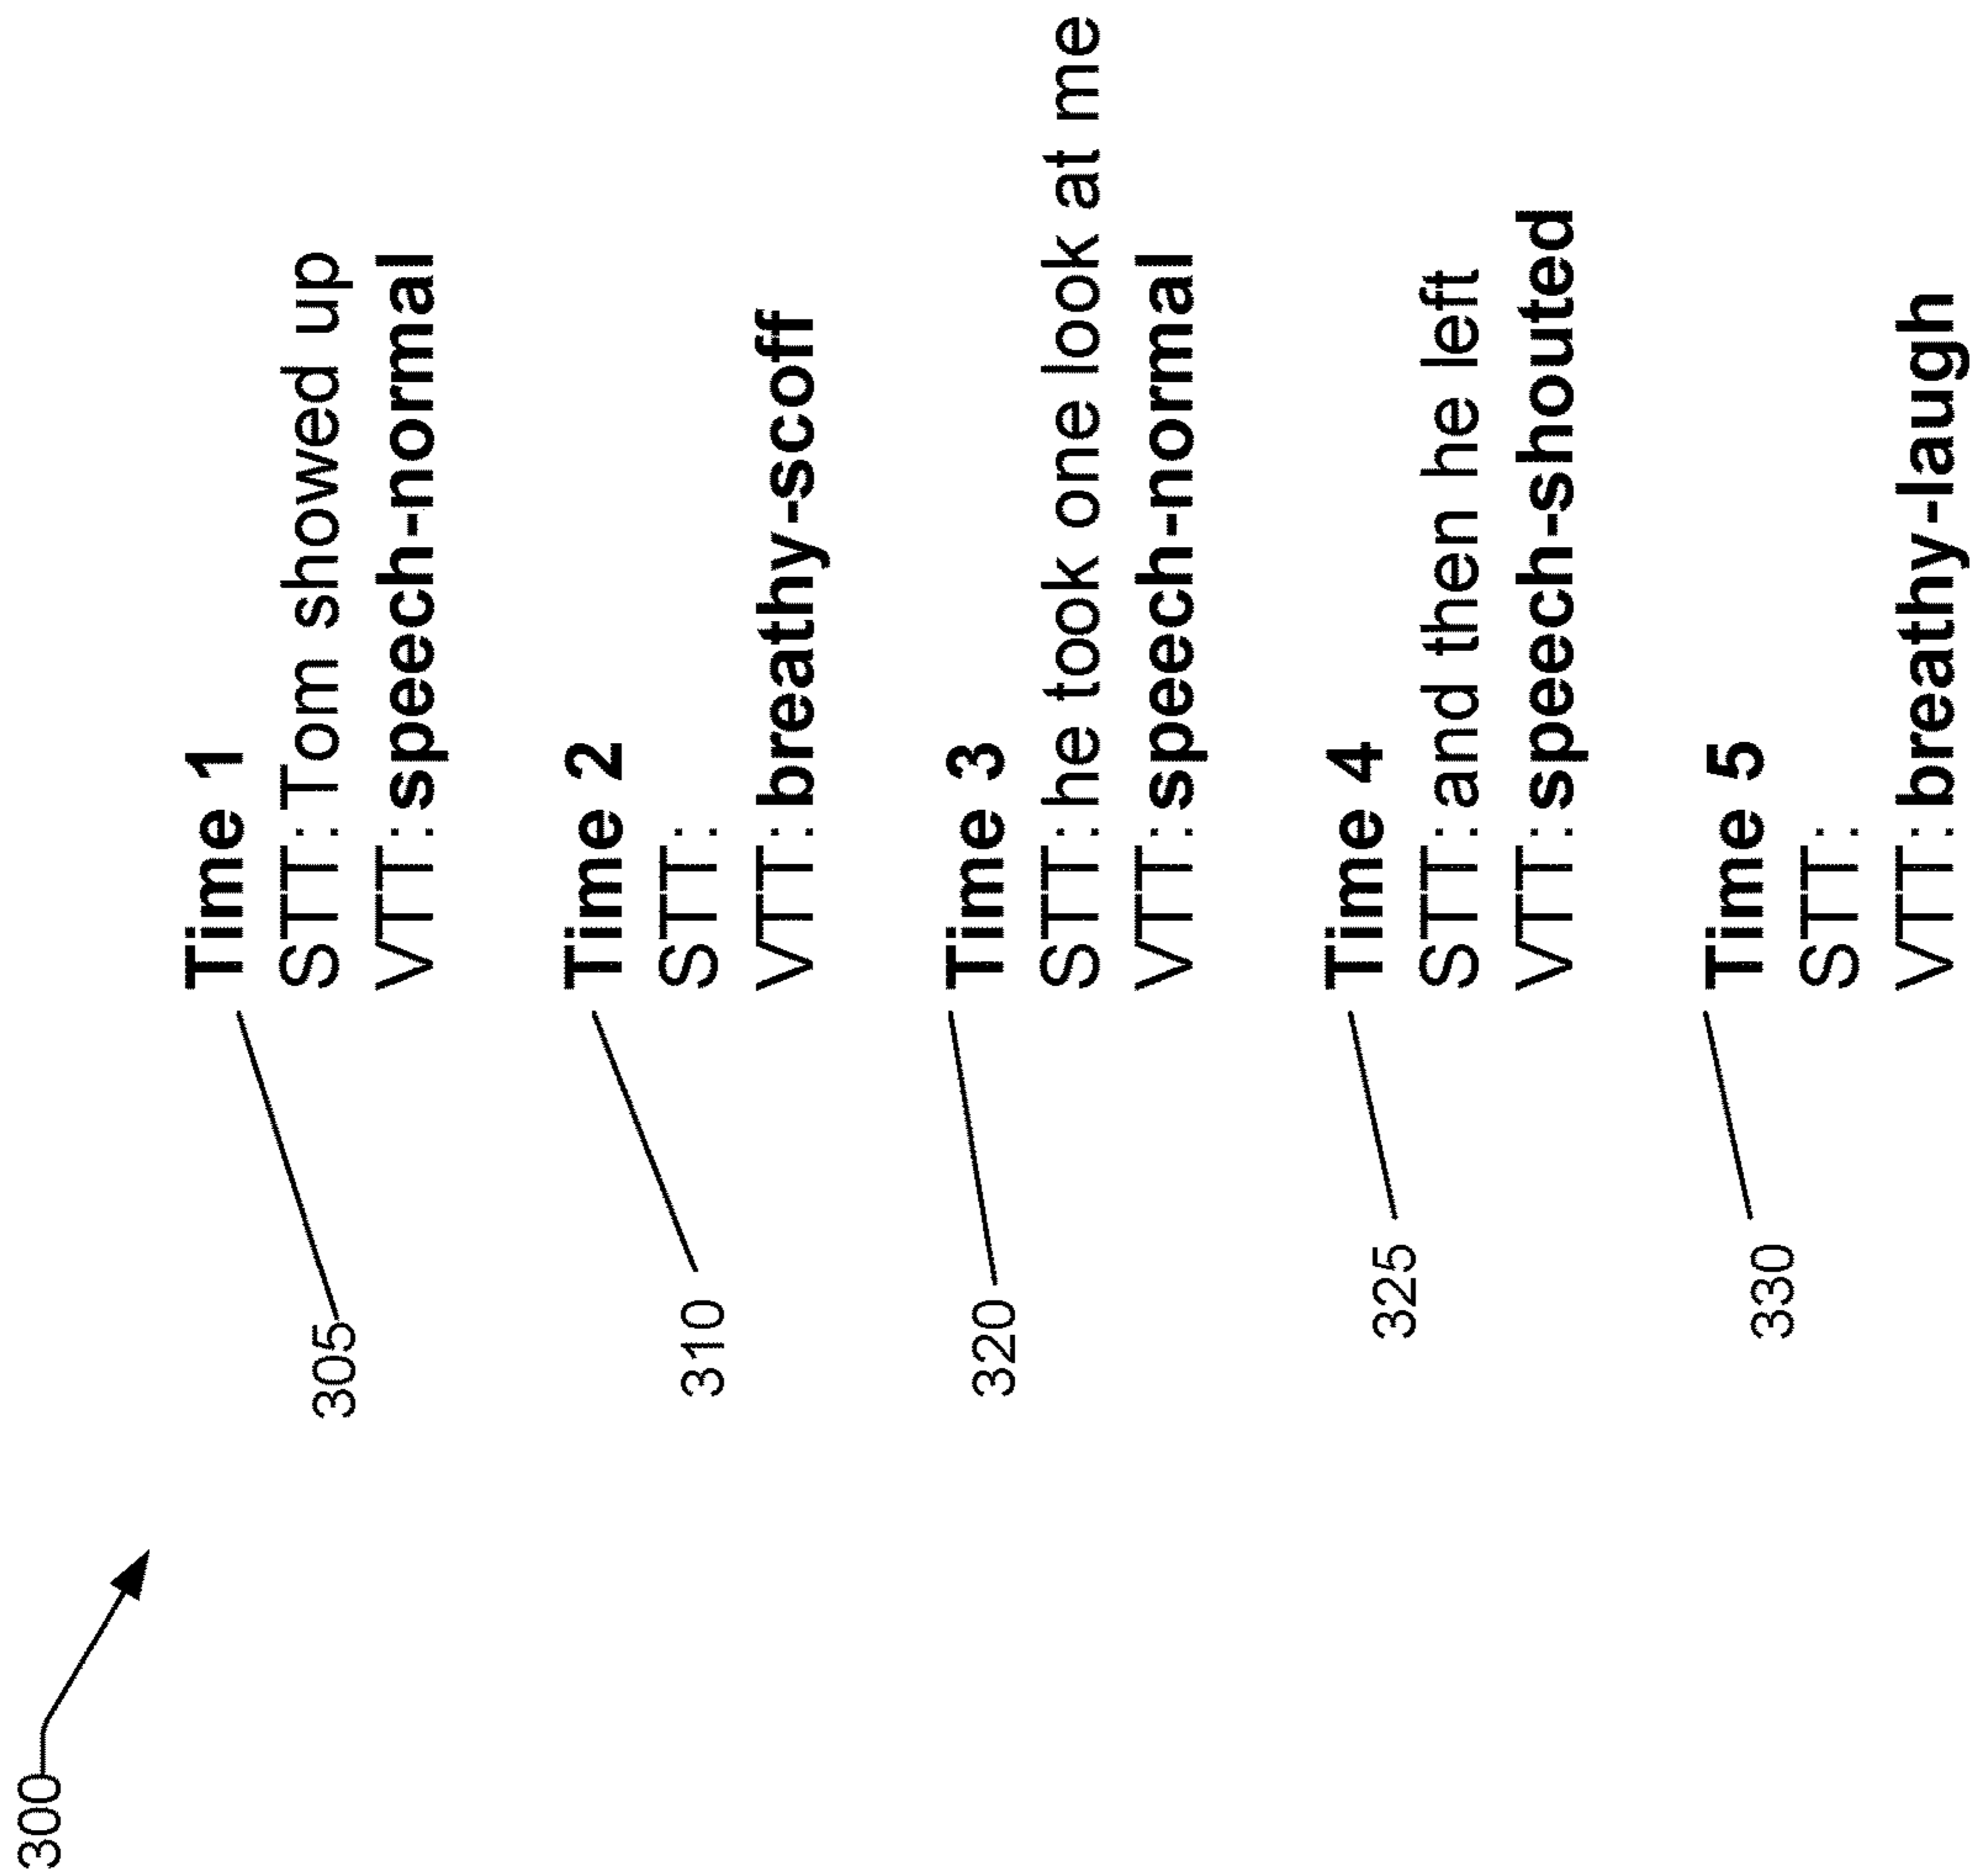 300
305
Time 1
STT: Tom showed up
VTT: speech-normal
310
Time 2
STT:
VTT: breathy-scoff
320
Time 3
STT: he took one look at me
VTT: speech-normal
325
Time 4
STT: and then he left
VTT: speech-shouted
330
Time 5
STT:
VTT: breathy-laugh